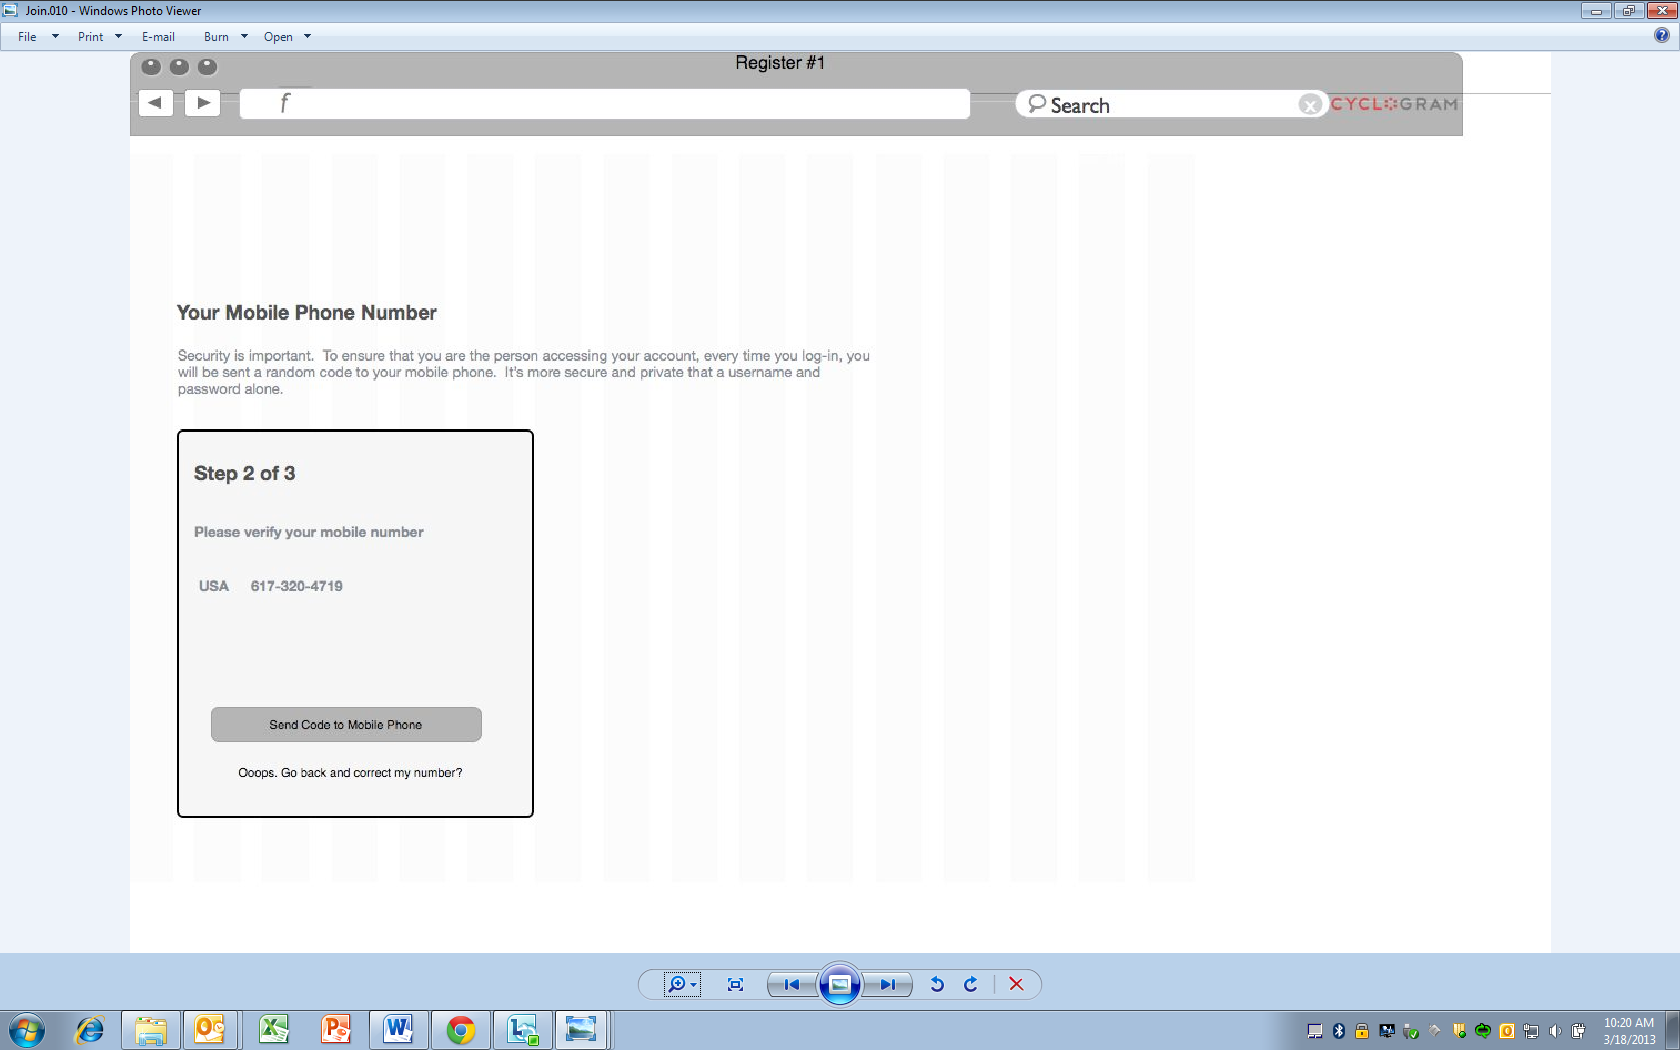 Join.010 - Windows Photo Viewer
File Print E-mail Burn Open
Register #1
f Search x CYCLOGRAM
Your Mobile Phone Number
Security is important.  To ensure that you are the person accessing your account, every time you log-in, you
will be sent a random code to your mobile phone.  It's more secure and private that a username and
password alone.
Step 2 of 3
Please verify your mobile number
USA 617-320-4719
Send Code to Mobile Phone
Ooops. Go back and correct my number?
10:20 AM
3/18/2013